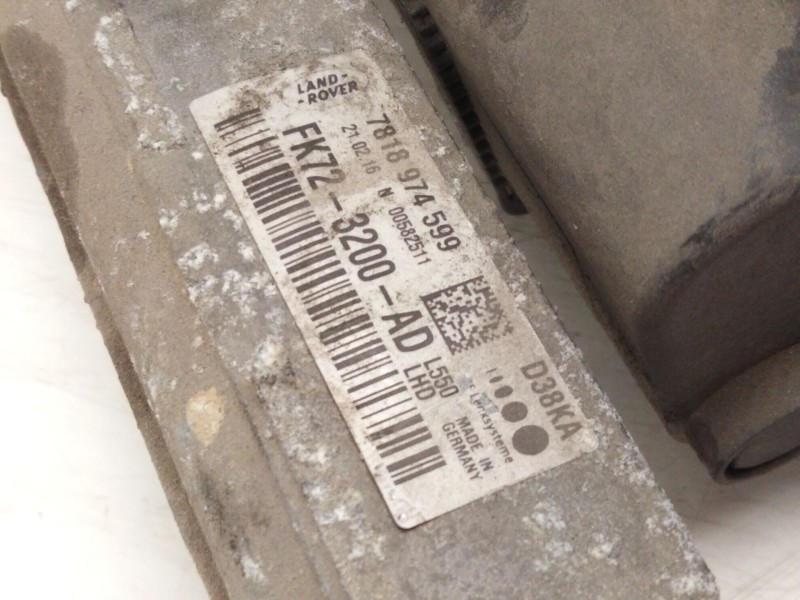 LAND-
-ROVER
7818 974 599
21.02.16 N 00582511
FK72-3200-AD
L550
LHD
D38KA
Lenksysteme
MADE IN
GERMANY